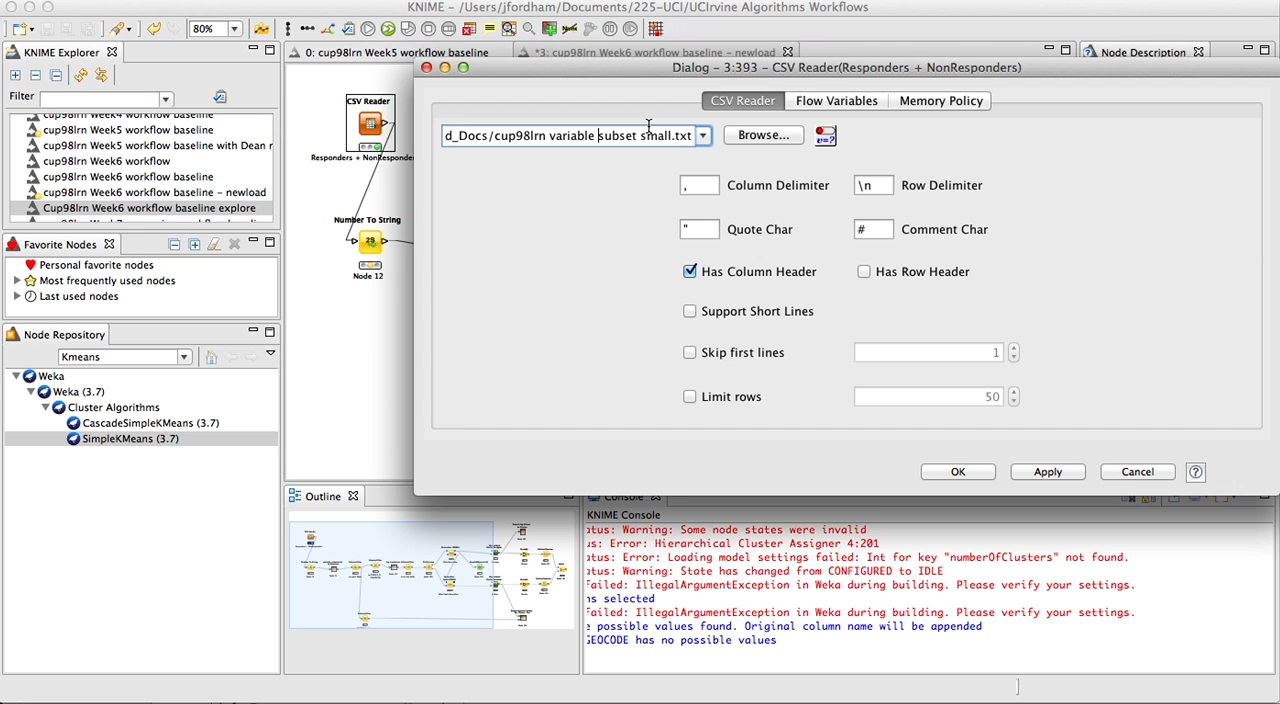 KNIME – /Users/jfordham/Documents/225-UCI/UCIrvine Algorithms Workflows
80%
KNIME Explorer
0: cup98lrn Week5 workflow baseline
*3: cup98lrn Week6 workflow baseline – newload
Node Description
Dialog – 3:393 – CSV Reader(Responders + NonResponders)
Filter
cup98lrn Week4 workflow baseline
cup98lrn Week5 workflow baseline
cup98lrn Week5 workflow baseline with Dean r
cup98lrn Week6 workflow
cup98lrn Week6 workflow baseline
cup98lrn Week6 workflow baseline – newload
Cup98lrn Week6 workflow baseline explore
CSV Reader
Responders + NonResponders
Number To String
Node 12
CSV Reader
Flow Variables
Memory Policy
d_Docs/cup98lrn variable subset small.txt
Browse...
, Column Delimiter
\n Row Delimiter
" Quote Char
# Comment Char
Has Column Header
Has Row Header
Support Short Lines
Skip first lines
1
Limit rows
50
OK
Apply
Cancel
?
Favorite Nodes
Personal favorite nodes
Most frequently used nodes
Last used nodes
Node Repository
Kmeans
Weka
Weka (3.7)
Cluster Algorithms
CascadeSimpleKMeans (3.7)
SimpleKMeans (3.7)
Outline
Console
KNIME Console
atus: Warning: Some node states were invalid
us: Error: Hierarchical Cluster Assigner 4:201
atus: Error: Loading model settings failed: Int for key "numberOfClusters" not found.
atus: Warning: State has changed from CONFIGURED to IDLE
failed: IllegalArgumentException in Weka during building. Please verify your settings.
ns selected
failed: IllegalArgumentException in Weka during building. Please verify your settings.
e possible values found. Original column name will be appended
GEOCODE has no possible values